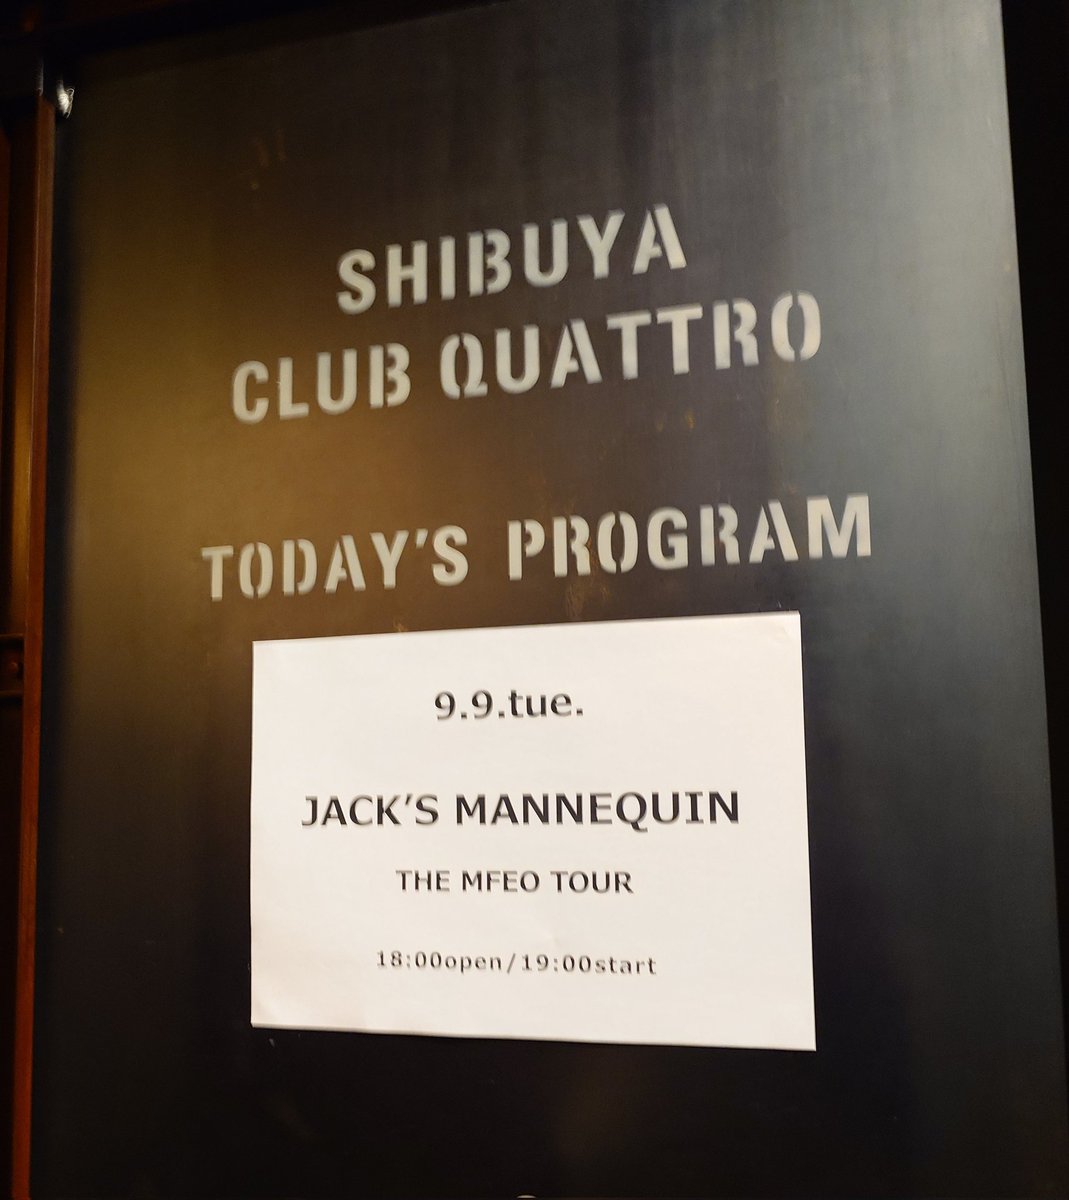 SHIBUYA
CLUB QUATTRO
TODAY'S PROGRAM
9.9.tue.
JACK'S MANNEQUIN
THE MFEO TOUR
18:00open/19:00start